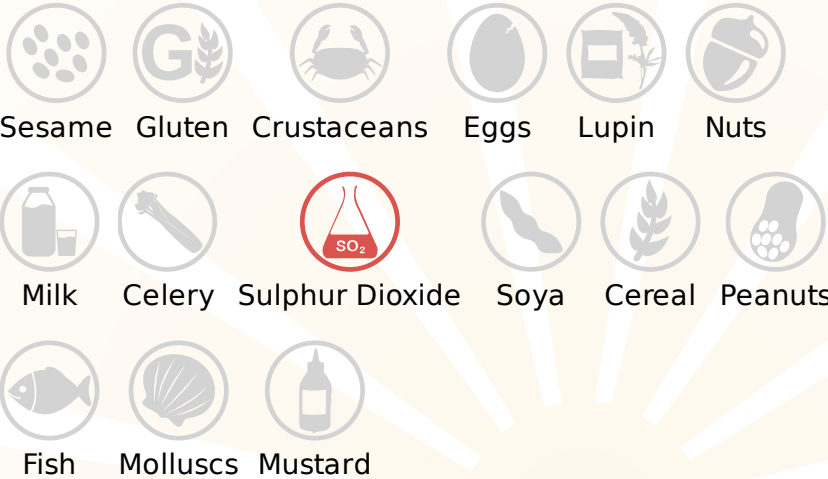 G
Sesame Gluten Crustaceans Eggs Lupin Nuts
SO₂
Milk Celery Sulphur Dioxide Soya Cereal Peanuts
Fish Molluscs Mustard